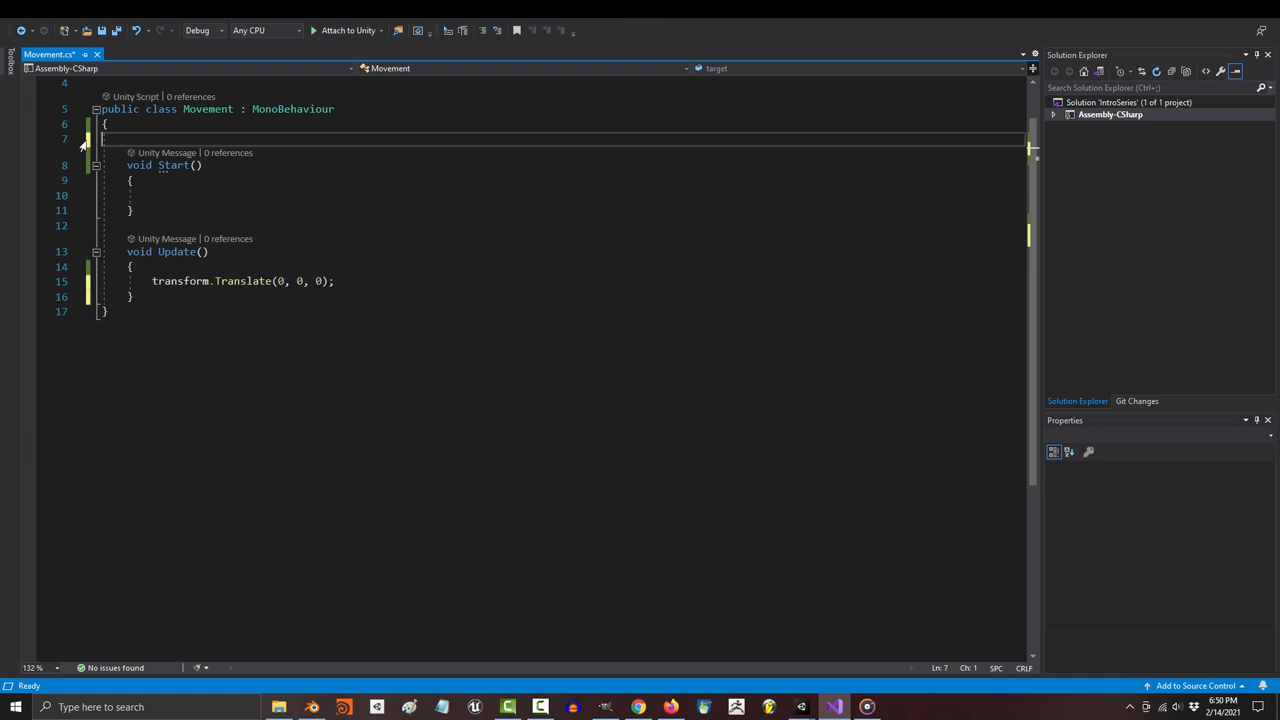 Debug
Any CPU
Attach to Unity
Toolbox
Movement.cs*
Assembly-CSharp
Movement
target
4
Unity Script | 0 references
5 public class Movement : MonoBehaviour
6 {
7
Unity Message | 0 references
8 void Start()
9 {
10
11 }
12
Unity Message | 0 references
13 void Update()
14 {
15 transform.Translate(0, 0, 0);
16 }
17 }
132 %
No issues found
Ln: 7
Ch: 1
SPC
CRLF
Solution Explorer
Search Solution Explorer (Ctrl+;)
Solution 'IntroSeries' (1 of 1 project)
Assembly-CSharp
Solution Explorer
Git Changes
Properties
Ready
Add to Source Control
Type here to search
6:50 PM
2/14/2021